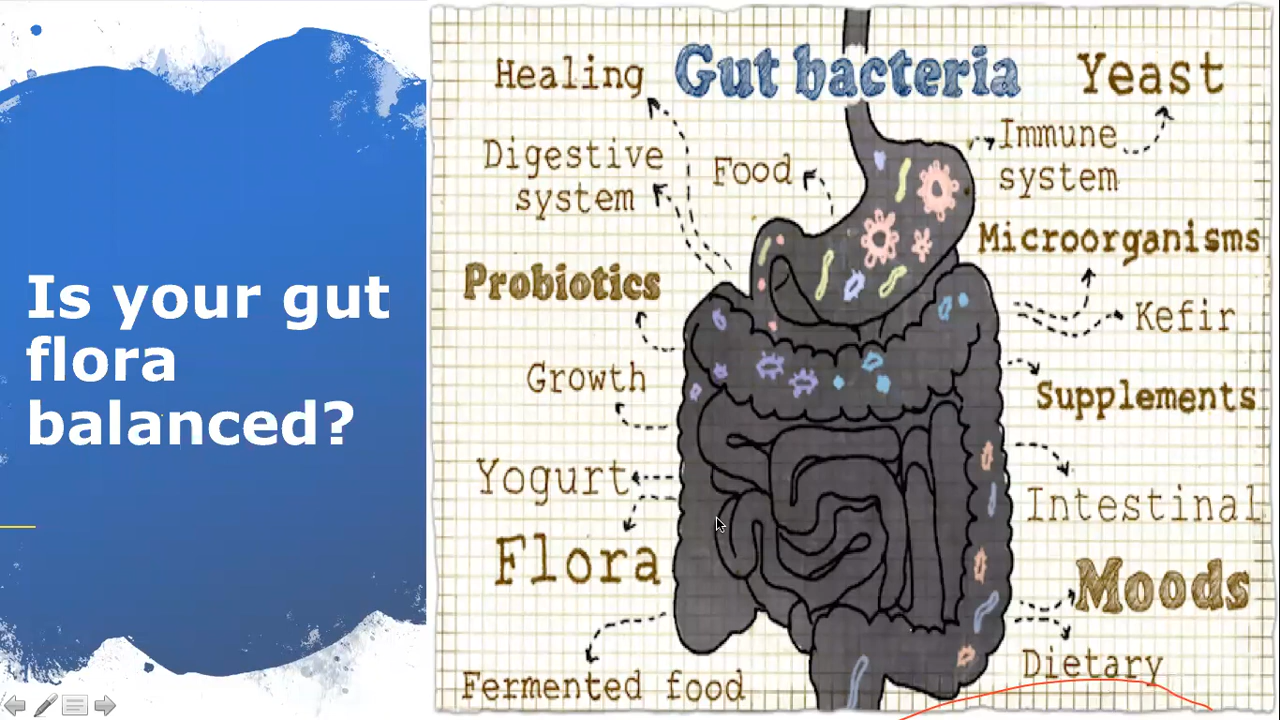 Is your gut
flora
balanced?
Gut bacteria
Healing
Yeast
Digestive
system
Food
Immune
system
Microorganisms
Probiotics
Kefir
Growth
Supplements
Yogurt
Intestinal
Flora
Moods
Fermented food
Dietary